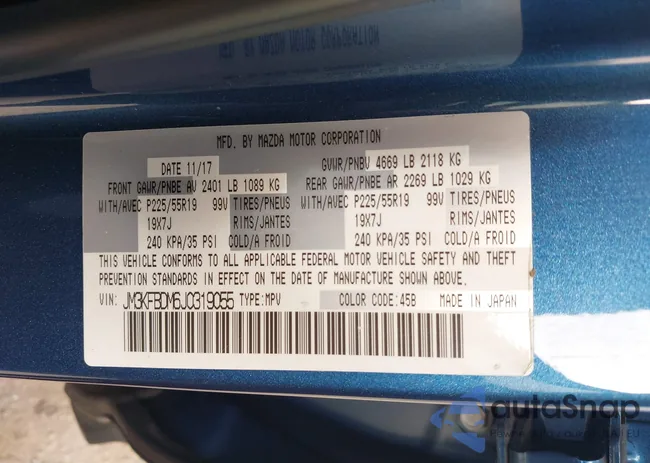 MFD. BY MAZDA MOTOR CORPORATION
DATE 11/17 GVWR/PNBV 4669 LB 2118 KG
FRONT GAWR/PNBE AV 2401 LB 1089 KG REAR GAWR/PNBE AR 2269 LB 1029 KG
WITH/AVEC P225/55R19 99V TIRES/PNEUS WITH/AVEC P225/55R19 99V TIRES/PNEUS
19X7J RIMS/JANTES 19X7J RIMS/JANTES
240 KPA/35 PSI COLD/A FROID 240 KPA/35 PSI COLD/A FROID
THIS VEHICLE CONFORMS TO ALL APPLICABLE FEDERAL MOTOR VEHICLE SAFETY AND THEFT
PREVENTION STANDARDS IN EFFECT ON THE DATE OF MANUFACTURE SHOWN ABOVE.
VIN: JM3KFBDM6J0319055 TYPE:MPV COLOR CODE:45B MADE IN JAPAN
autoSnap